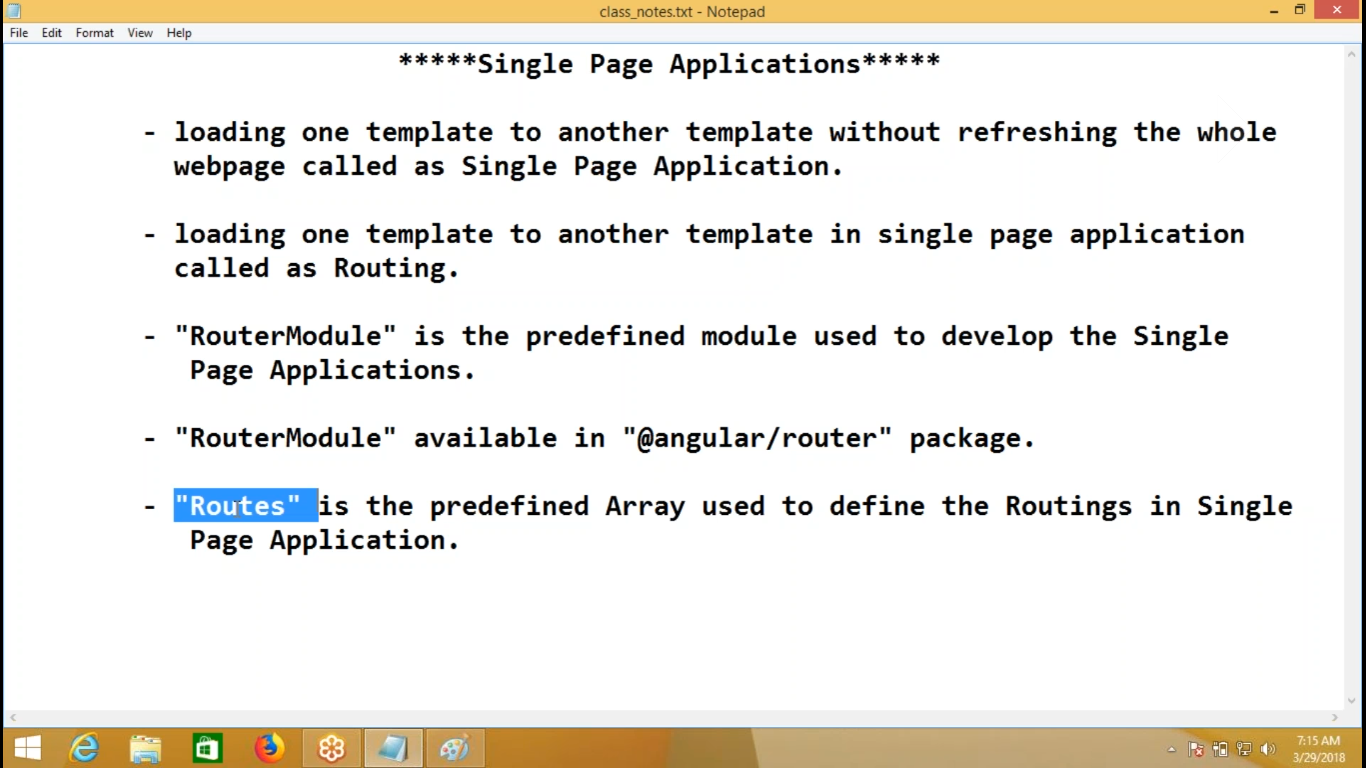 class_notes.txt - Notepad
File Edit Format View Help
*****Single Page Applications*****
- loading one template to another template without refreshing the whole
webpage called as Single Page Application.
- loading one template to another template in single page application
called as Routing.
- "RouterModule" is the predefined module used to develop the Single
Page Applications.
- "RouterModule" available in "@angular/router" package.
- "Routes" is the predefined Array used to define the Routings in Single
Page Application.
7:15 AM
3/29/2018